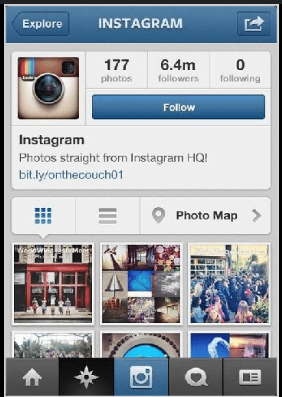 Explore
INSTAGRAM
177
photos
6.4m
followers
0
following
Follow
Instagram
Photos straight from Instagram HQ!
bit.ly/onthecouch01
Photo Map